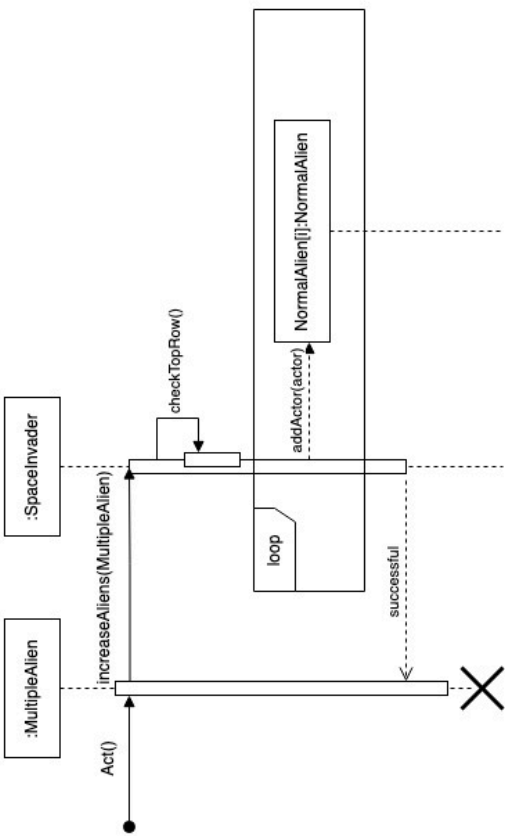 :MultipleAlien
:SpaceInvader
Act()
increaseAliens(MultipleAlien)
checkTopRow()
loop
addActor(actor)
NormalAlien[i]:NormalAlien
successful